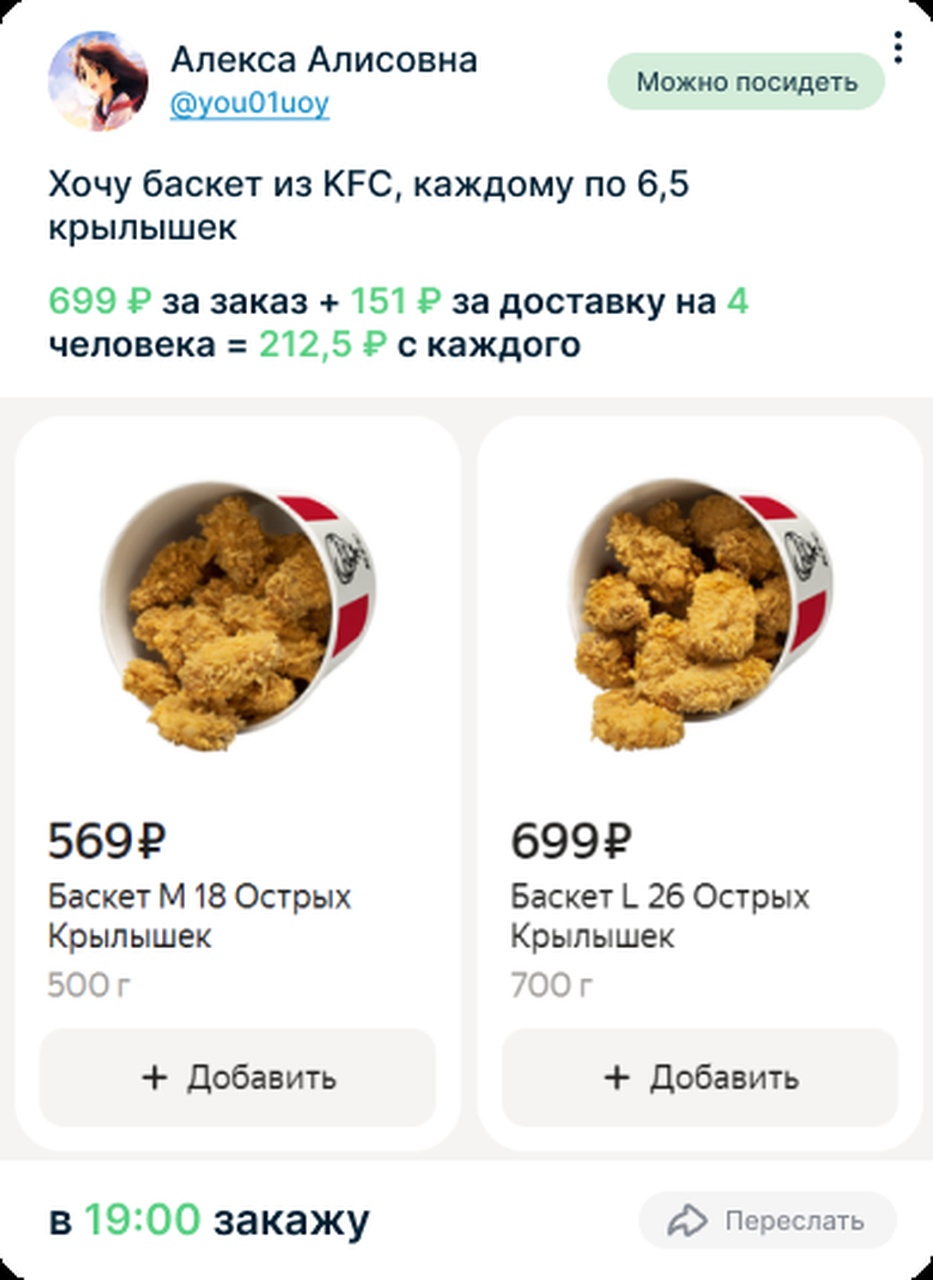 Алекса Алисовна
@you01uoy
Можно посидеть
Хочу баскет из KFC, каждому по 6,5
крылышек
699 ₽ за заказ + 151 ₽ за доставку на 4
человека = 212,5 ₽ с каждого
569₽
Баскет М 18 Острых
Крылышек
500 г
+ Добавить
699₽
Баскет L 26 Острых
Крылышек
700 г
+ Добавить
в 19:00 закажу
Переслать